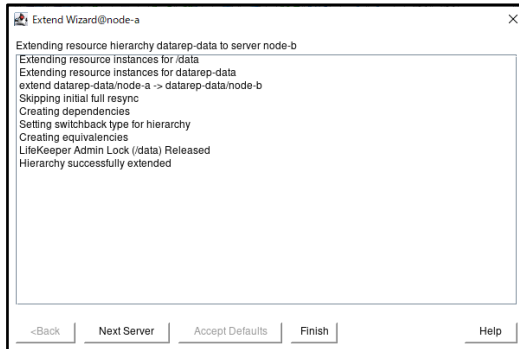 Extend Wizard@node-a
Extending resource hierarchy datarep-data to server node-b
Extending resource instances for /data
Extending resource instances for datarep-data
extend datarep-data/node-a -> datarep-data/node-b
Skipping initial full resync
Creating dependencies
Setting switchback type for hierarchy
Creating equivalencies
LifeKeeper Admin Lock (/data) Released
Hierarchy successfully extended
<Back Next Server Accept Defaults Finish Help